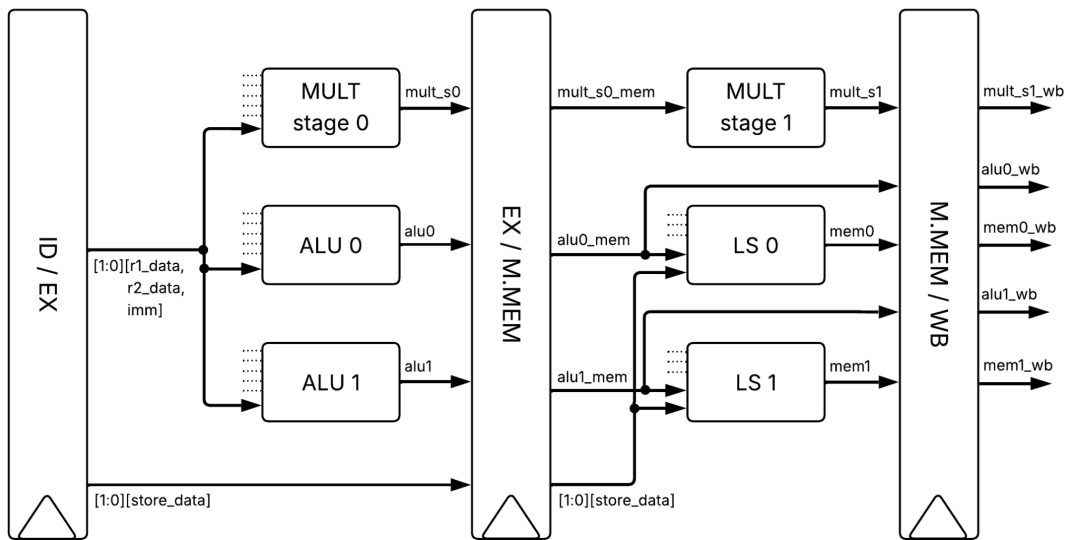 ID / EX
[1:0][r1_data,
r2_data,
imm]
[1:0][store_data]
MULT
stage 0
mult_s0
ALU 0
alu0
ALU 1
alu1
EX / M.MEM
mult_s0_mem
alu0_mem
alu1_mem
[1:0][store_data]
MULT
stage 1
mult_s1
LS 0
mem0
LS 1
mem1
M.MEM / WB
mult_s1_wb
alu0_wb
mem0_wb
alu1_wb
mem1_wb